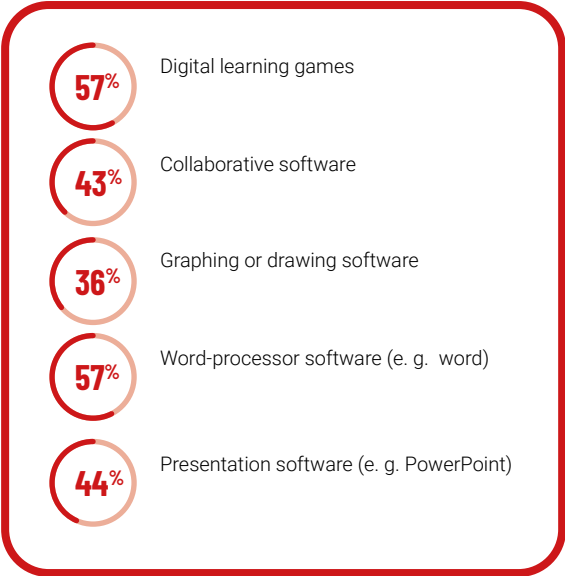 57% Digital learning games
43% Collaborative software
36% Graphing or drawing software
57% Word-processor software (e. g.  word)
44% Presentation software (e. g. PowerPoint)